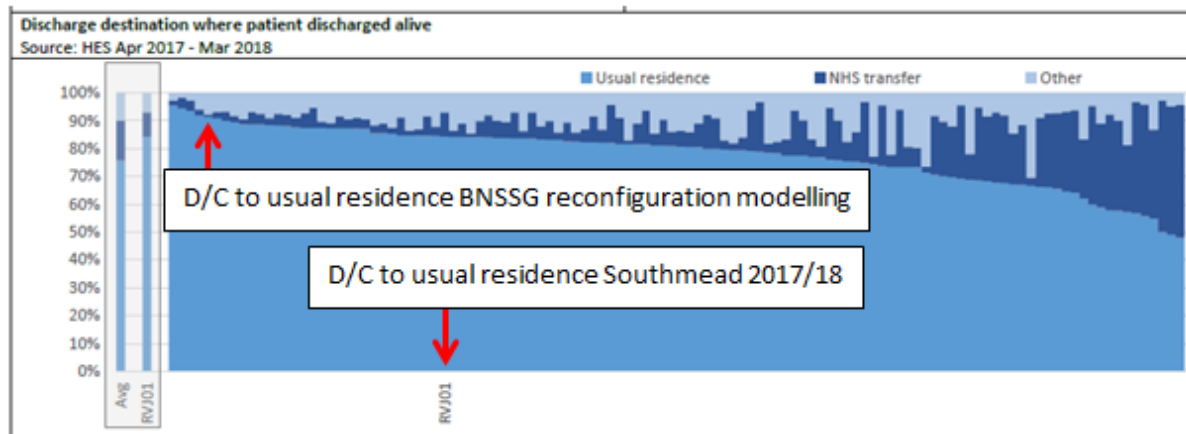 Discharge destination where patient discharged alive
Source: HES Apr 2017 - Mar 2018
Usual residence NHS transfer Other
100%
90%
80%
70%
60%
50%
40%
30%
20%
10%
0%
D/C to usual residence BNSSG reconfiguration modelling
D/C to usual residence Southmead 2017/18
Avg
RVJ01
RVJ01